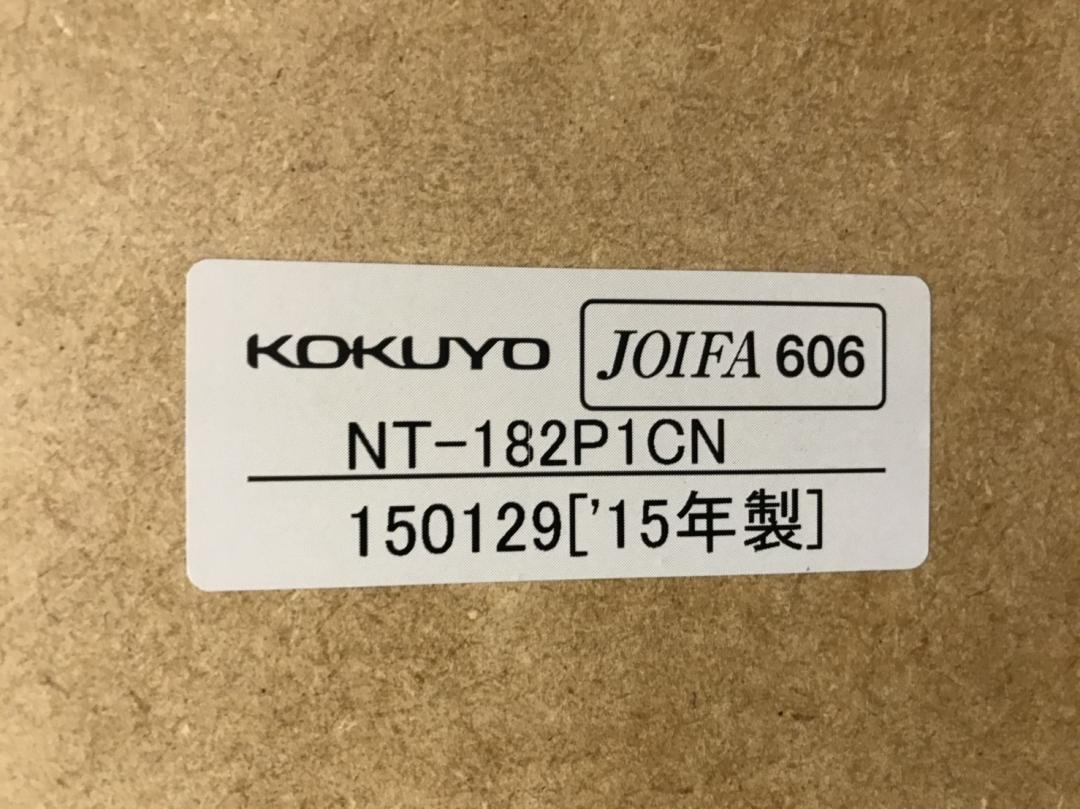 KOKUYO JOIFA 606
NT-182P1CN
150129['15年製]